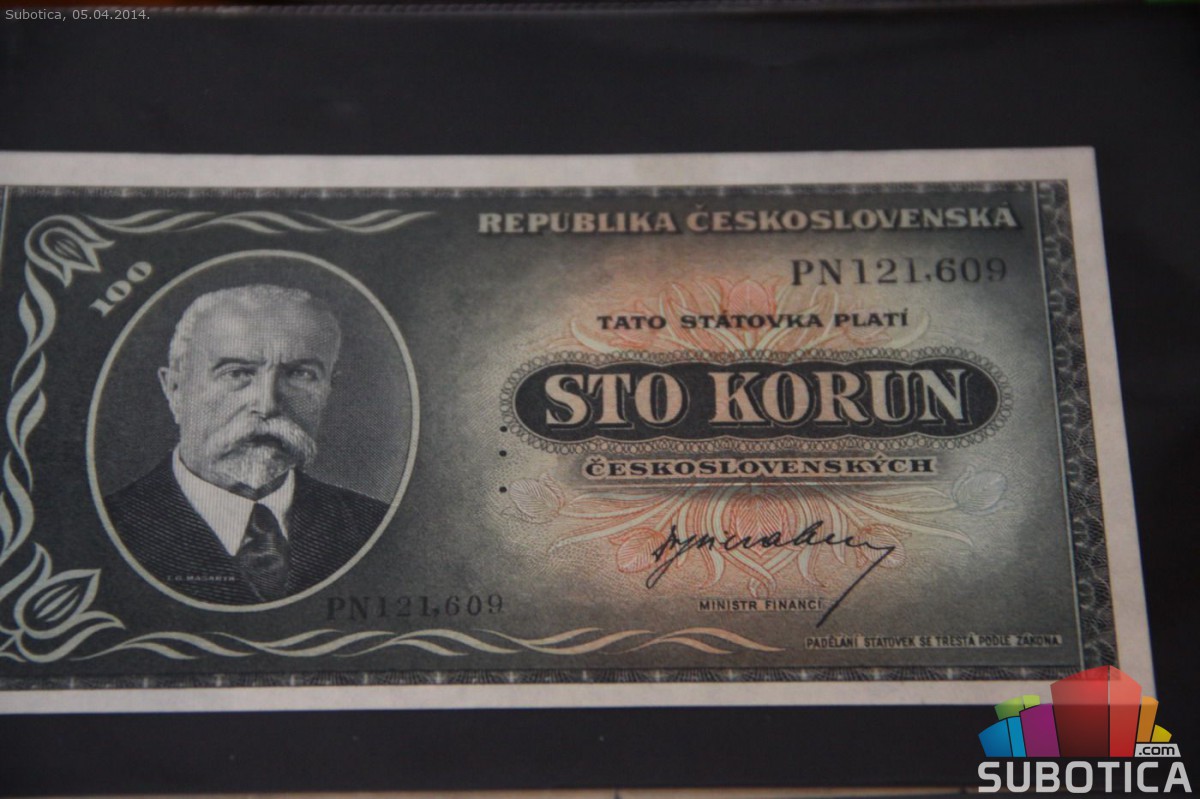 Subotica, 05.04.2014.
REPUBLIKA ČESKOSLOVENSKÁ
100
PN121,609
TATO STÁTOVKA PLATÍ
STO KORUN
ČESKOSLOVENSKÝCH
T. G. MASARYK
PN121,609
MINISTR FINANCÍ
PADĚLÁNÍ STÁTOVEK SE TRESTÁ PODLE ZÁKONA.
.com
SUBOTICA